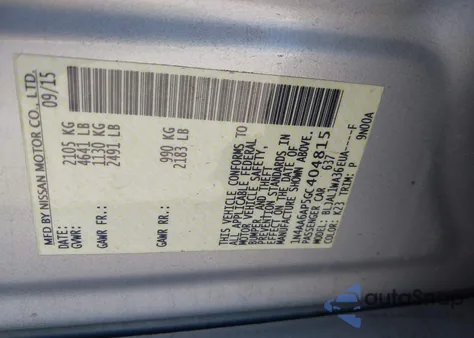 MFD BY NISSAN MOTOR CO., LTD.
09/15
GVWR: 2105 KG
4641 LB
GAWR FR: 1130 KG
2491 LB
GAWR RR: 990 KG
2183 LB
THIS VEHICLE CONFORMS TO
ALL APPLICABLE FEDERAL
MOTOR VEHICLE SAFETY,
BUMPER, AND THEFT
PREVENTION STANDARDS IN
EFFECT ON THE DATE OF
MANUFACTURE SHOWN ABOVE.
1N4AA6AP5GC404815
PASSENGER CAR 637
MODEL: BLJALWA36EUA-----F
COLOR: K23 TRIM: P 9N00A
autoSnap